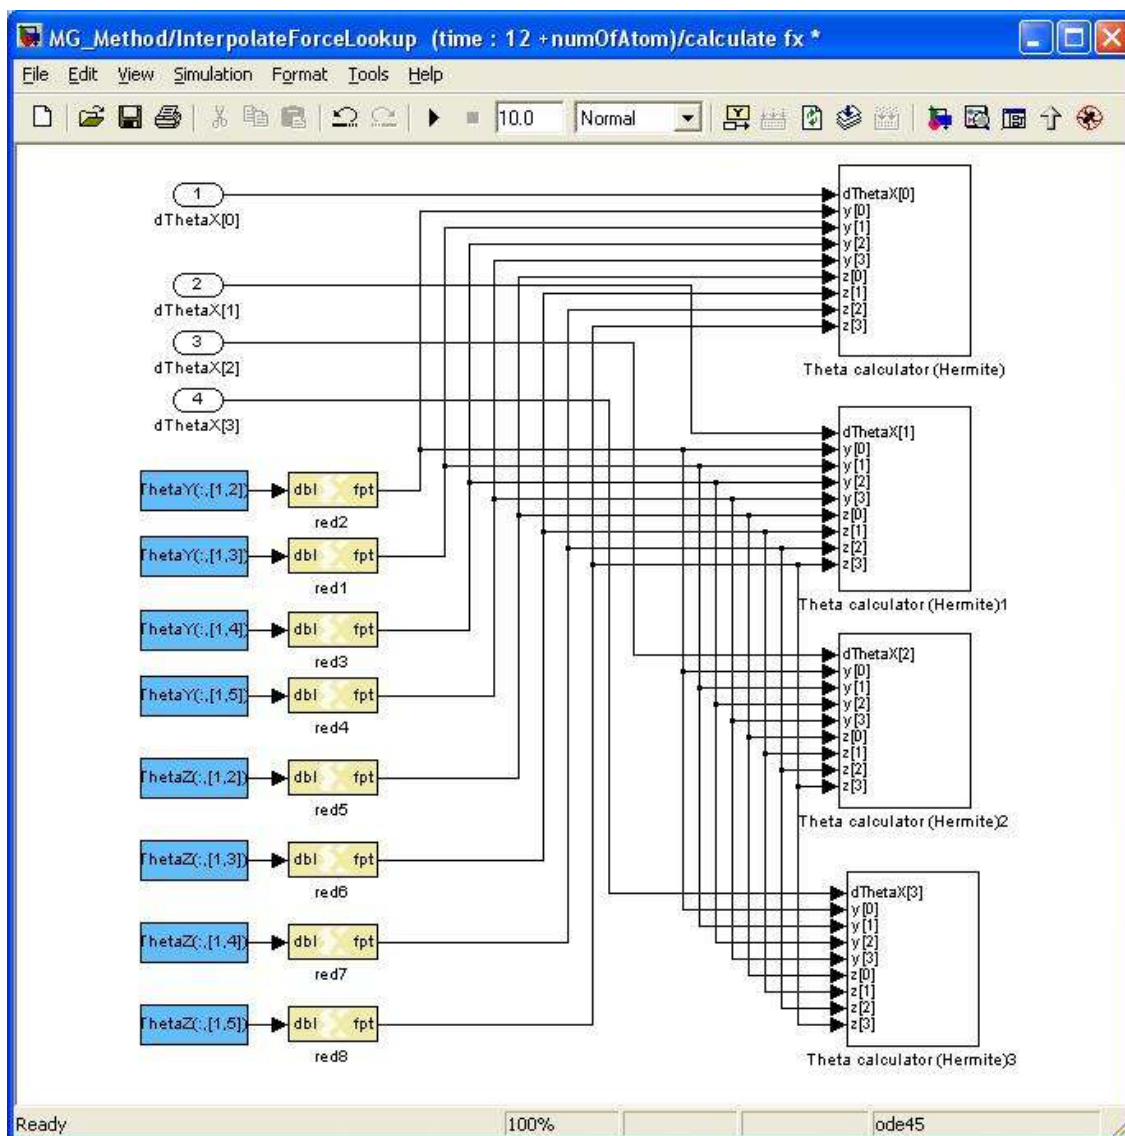 MG_Method/InterpolateForceLookup (time : 12 +numOfAtom)/calculate fx *
File Edit View Simulation Format Tools Help
10.0 Normal
1
dThetaX[0]
2
dThetaX[1]
3
dThetaX[2]
4
dThetaX[3]
ThetaY(:,[1,2]) dbl fpt
red2
ThetaY(:,[1,3]) dbl fpt
red1
ThetaY(:,[1,4]) dbl fpt
red3
ThetaY(:,[1,5]) dbl fpt
red4
ThetaZ(:,[1,2]) dbl fpt
red5
ThetaZ(:,[1,3]) dbl fpt
red6
ThetaZ(:,[1,4]) dbl fpt
red7
ThetaZ(:,[1,5]) dbl fpt
red8
dThetaX[0]
y[0]
y[1]
y[2]
y[3]
z[0]
z[1]
z[2]
z[3]
Theta calculator (Hermite)
dThetaX[1]
y[0]
y[1]
y[2]
y[3]
z[0]
z[1]
z[2]
z[3]
Theta calculator (Hermite)1
dThetaX[2]
y[0]
y[1]
y[2]
y[3]
z[0]
z[1]
z[2]
z[3]
Theta calculator (Hermite)2
dThetaX[3]
y[0]
y[1]
y[2]
y[3]
z[0]
z[1]
z[2]
z[3]
Theta calculator (Hermite)3
Ready 100% ode45